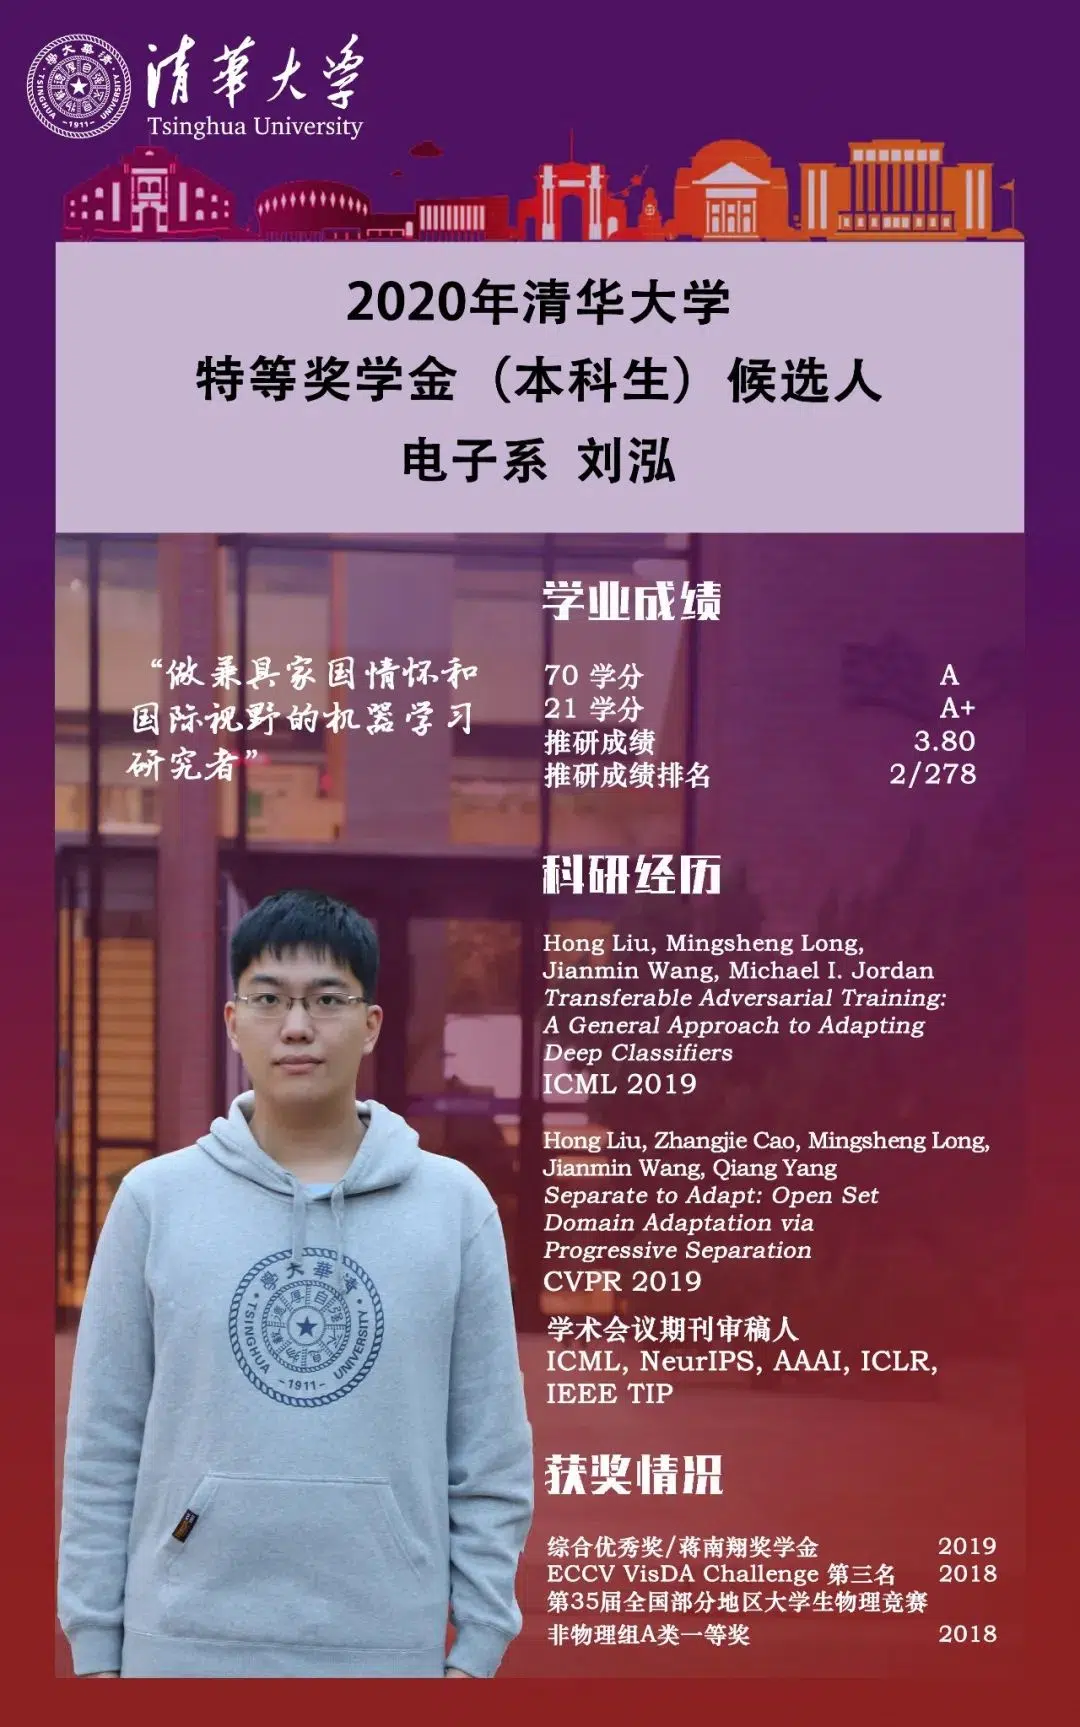 清華大学
Tsinghua University
2020年清华大学
特等奖学金（本科生）候选人
电子系 刘泓
“做兼具家国情怀和
国际视野的机器学习
研究者”
学业成绩
70 学分 A
21 学分 A+
推研成绩 3.80
推研成绩排名 2/278
科研经历
Hong Liu, Mingsheng Long,
Jianmin Wang, Michael I. Jordan
Transferable Adversarial Training:
A General Approach to Adapting
Deep Classifiers
ICML 2019
Hong Liu, Zhangjie Cao, Mingsheng Long,
Jianmin Wang, Qiang Yang
Separate to Adapt: Open Set
Domain Adaptation via
Progressive Separation
CVPR 2019
学术会议期刊审稿人
ICML, NeurIPS, AAAI, ICLR,
IEEE TIP
获奖情况
综合优秀奖/蒋南翔奖学金 2019
ECCV VisDA Challenge 第三名 2018
第35届全国部分地区大学生物理竞赛
非物理组A类一等奖 2018
清華大學
TSINGHUA UNIVERSITY
-1911-